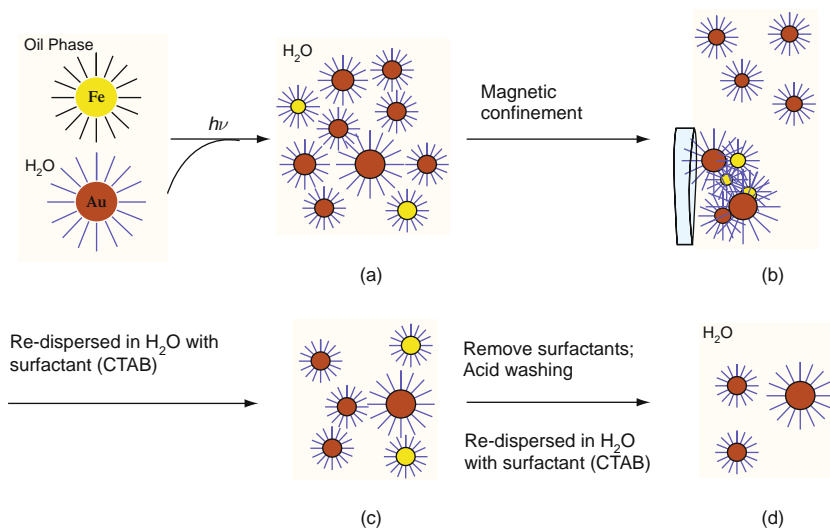 Oil Phase
Fe
H₂O
Au
hν
H₂O
(a)
Magnetic
confinement
(b)
Re-dispersed in H₂O with
surfactant (CTAB)
(c)
Remove surfactants;
Acid washing
Re-dispersed in H₂O
with surfactant (CTAB)
H₂O
(d)